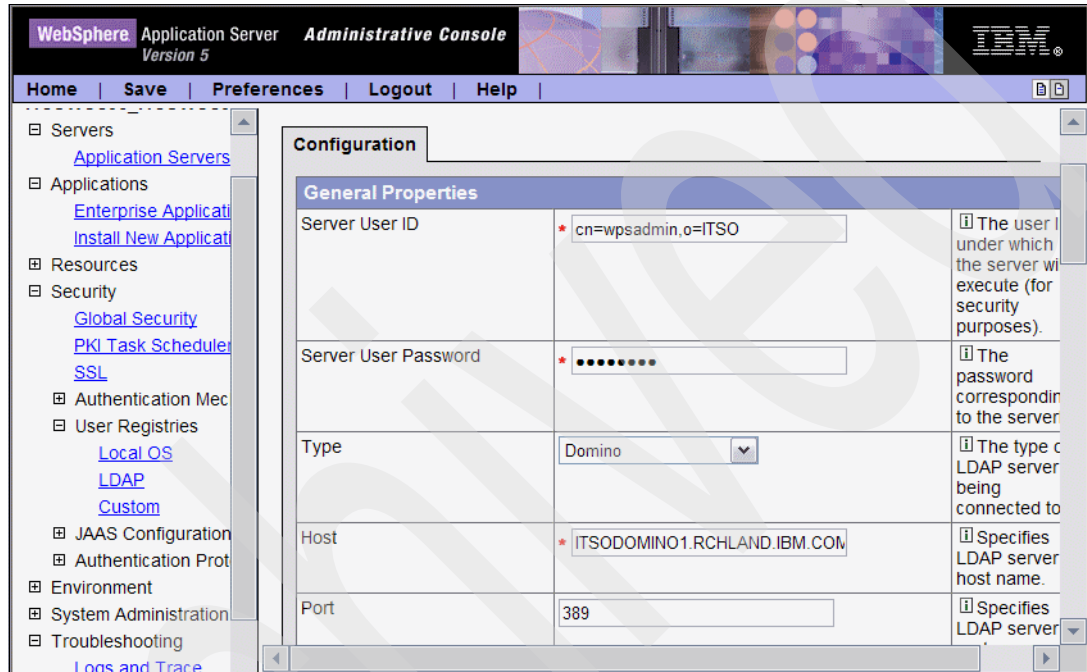 WebSphere Application Server Administrative Console
Version 5
IBM®
Home | Save | Preferences | Logout | Help |
Servers
Application Servers
Applications
Enterprise Applicati
Install New Applicati
Resources
Security
Global Security
PKI Task Scheduler
SSL
Authentication Mec
User Registries
Local OS
LDAP
Custom
JAAS Configuration
Authentication Prot
Environment
System Administration
Troubleshooting
Logs and Trace
Configuration
General Properties
Server User ID
* cn=wpsadmin,o=ITSO
i The user I
under which
the server wi
execute (for
security
purposes).
Server User Password
* ●●●●●●●●
i The
password
correspondin
to the server
Type
Domino
i The type o
LDAP server
being
connected to
Host
* ITSODOMINO1.RCHLAND.IBM.COM
i Specifies
LDAP server
host name.
Port
389
i Specifies
LDAP server